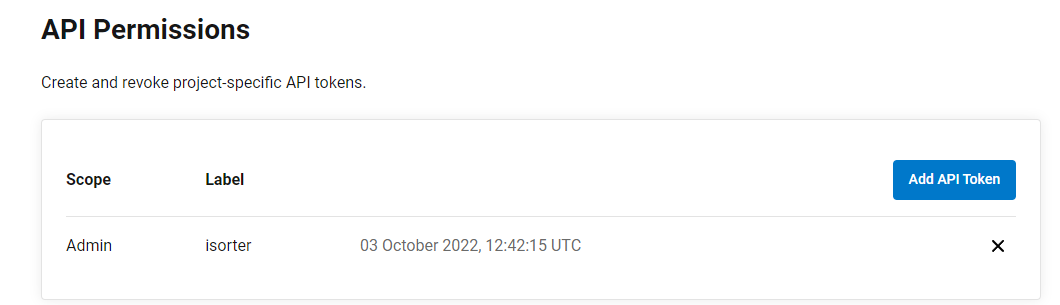 API Permissions
Create and revoke project-specific API tokens.
Scope Label Add API Token
Admin isorter 03 October 2022, 12:42:15 UTC